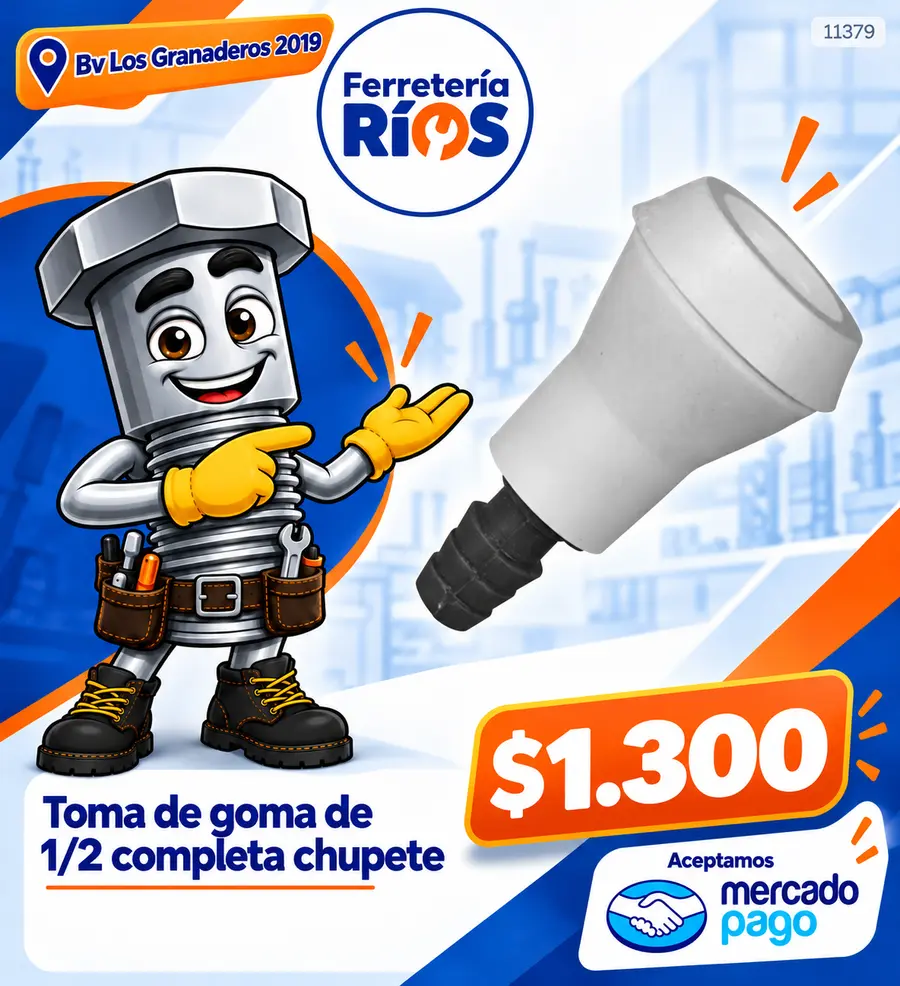 Bv Los Granaderos 2019
Ferretería
RÍOS
11379
$1.300
Toma de goma de
1/2 completa chupete
Aceptamos
mercado
pago